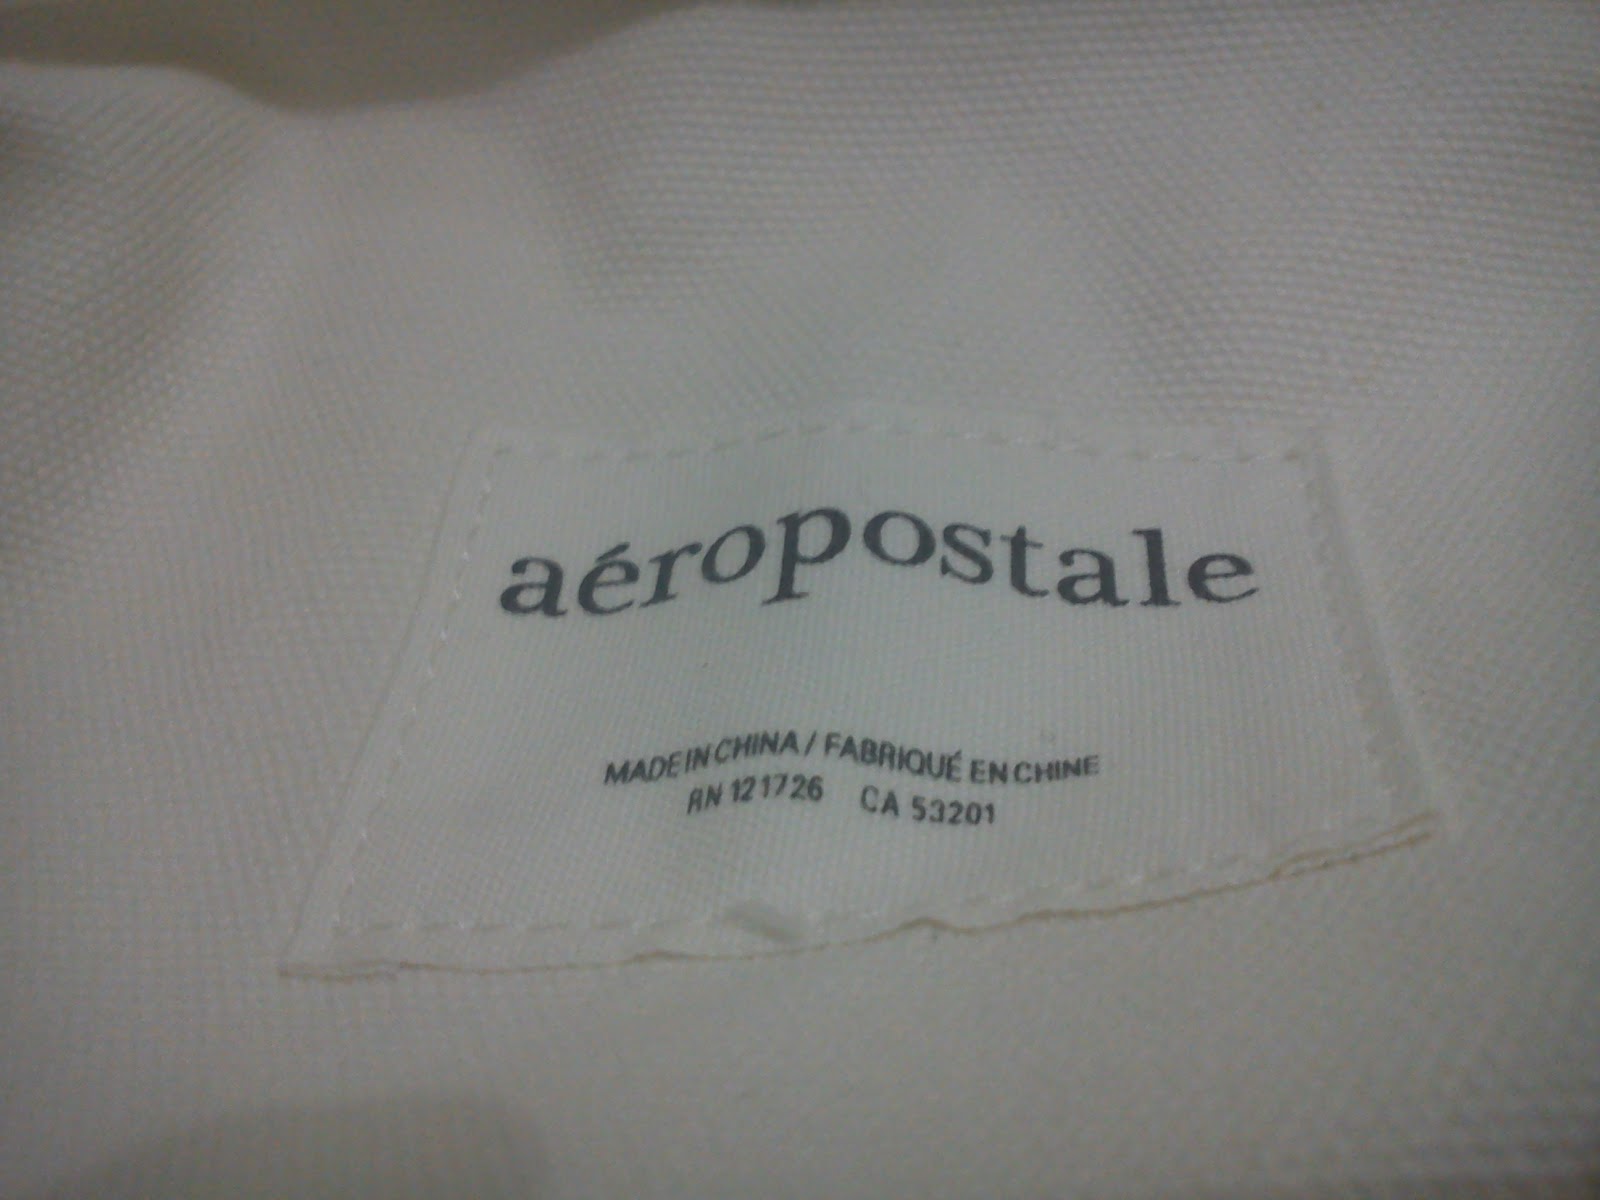 aéropostale
MADE IN CHINA / FABRIQUÉ EN CHINE
RN 121726 CA 53201